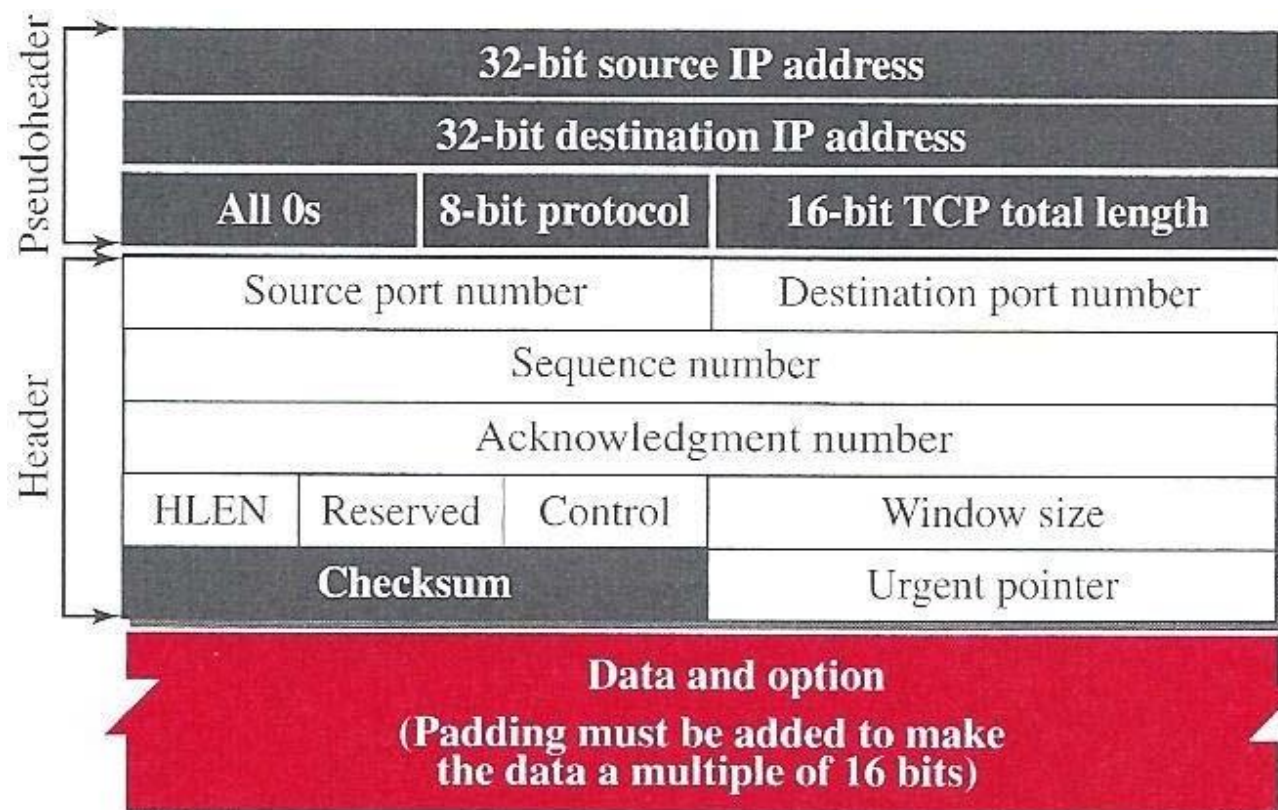 Pseudoheader
32-bit source IP address
32-bit destination IP address
All 0s 8-bit protocol 16-bit TCP total length
Header
Source port number Destination port number
Sequence number
Acknowledgment number
HLEN Reserved Control Window size
Checksum Urgent pointer
Data and option
(Padding must be added to make
the data a multiple of 16 bits)